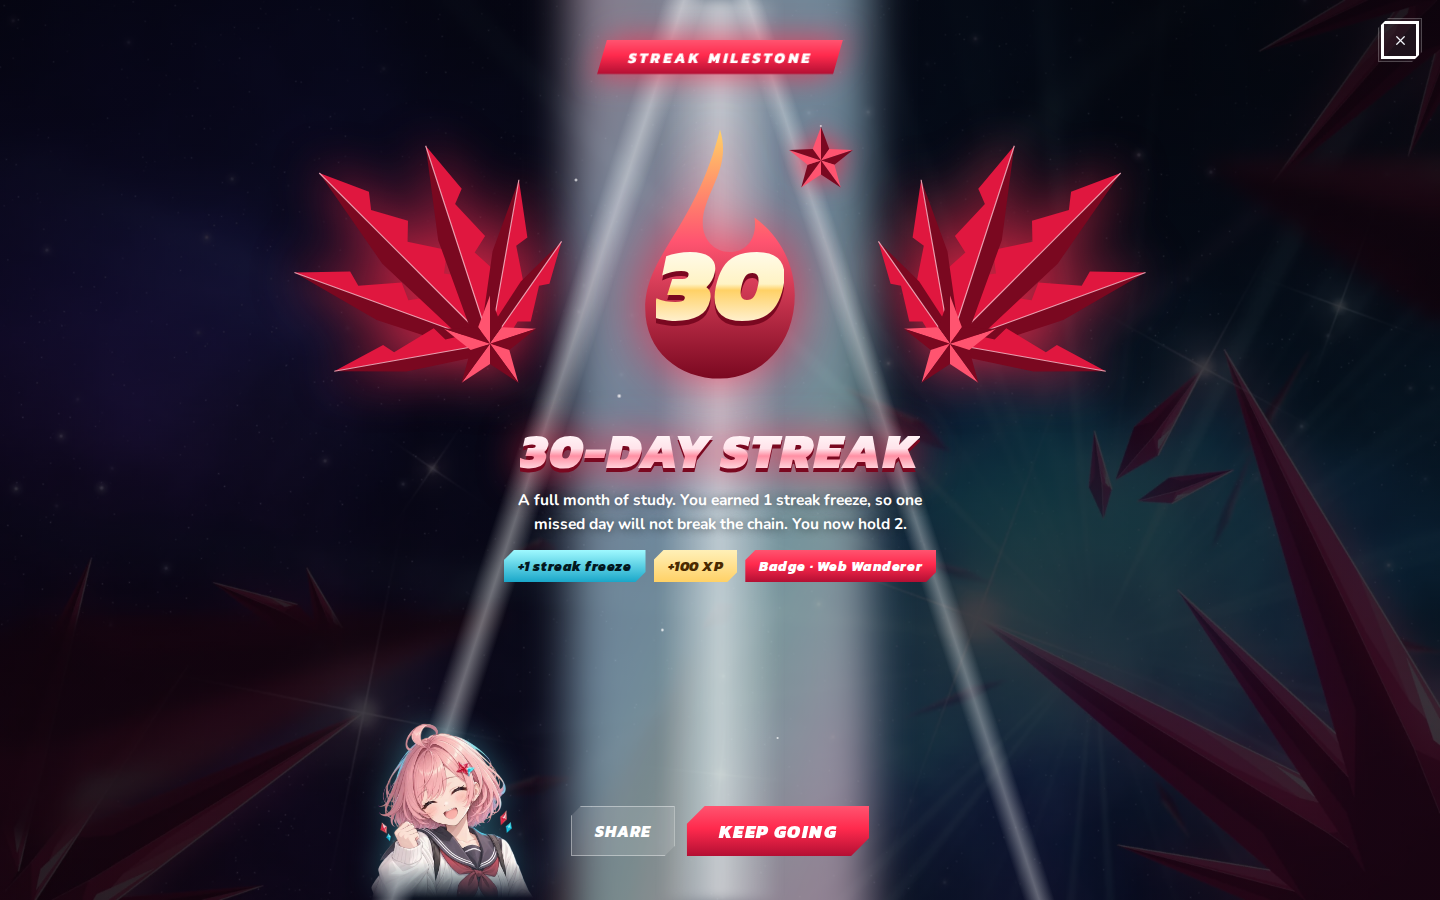 STREAK MILESTONE
×
30
30-DAY STREAK
A full month of study. You earned 1 streak freeze, so one
missed day will not break the chain. You now hold 2.
+1 streak freeze
+100 XP
Badge · Web Wanderer
SHARE
KEEP GOING